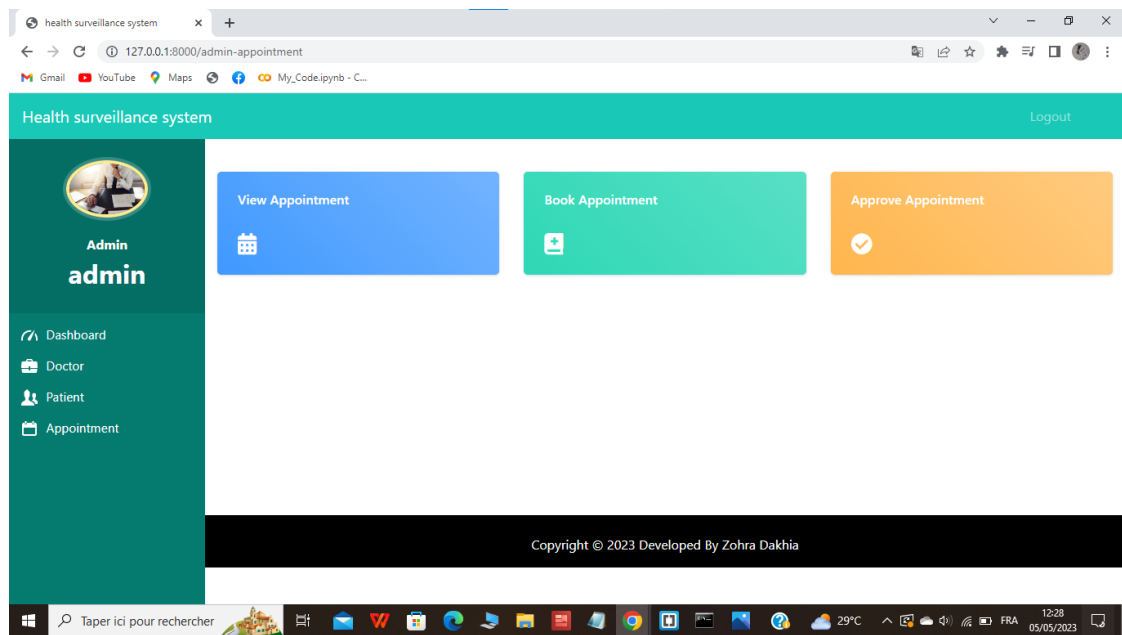 health surveillance system
127.0.0.1:8000/admin-appointment
Gmail YouTube Maps My_Code.ipynb - C...
Health surveillance system Logout
Admin
admin
Dashboard
Doctor
Patient
Appointment
View Appointment
Book Appointment
Approve Appointment
Copyright © 2023 Developed By Zohra Dakhia
Taper ici pour rechercher
29°C
FRA
12:28
05/05/2023